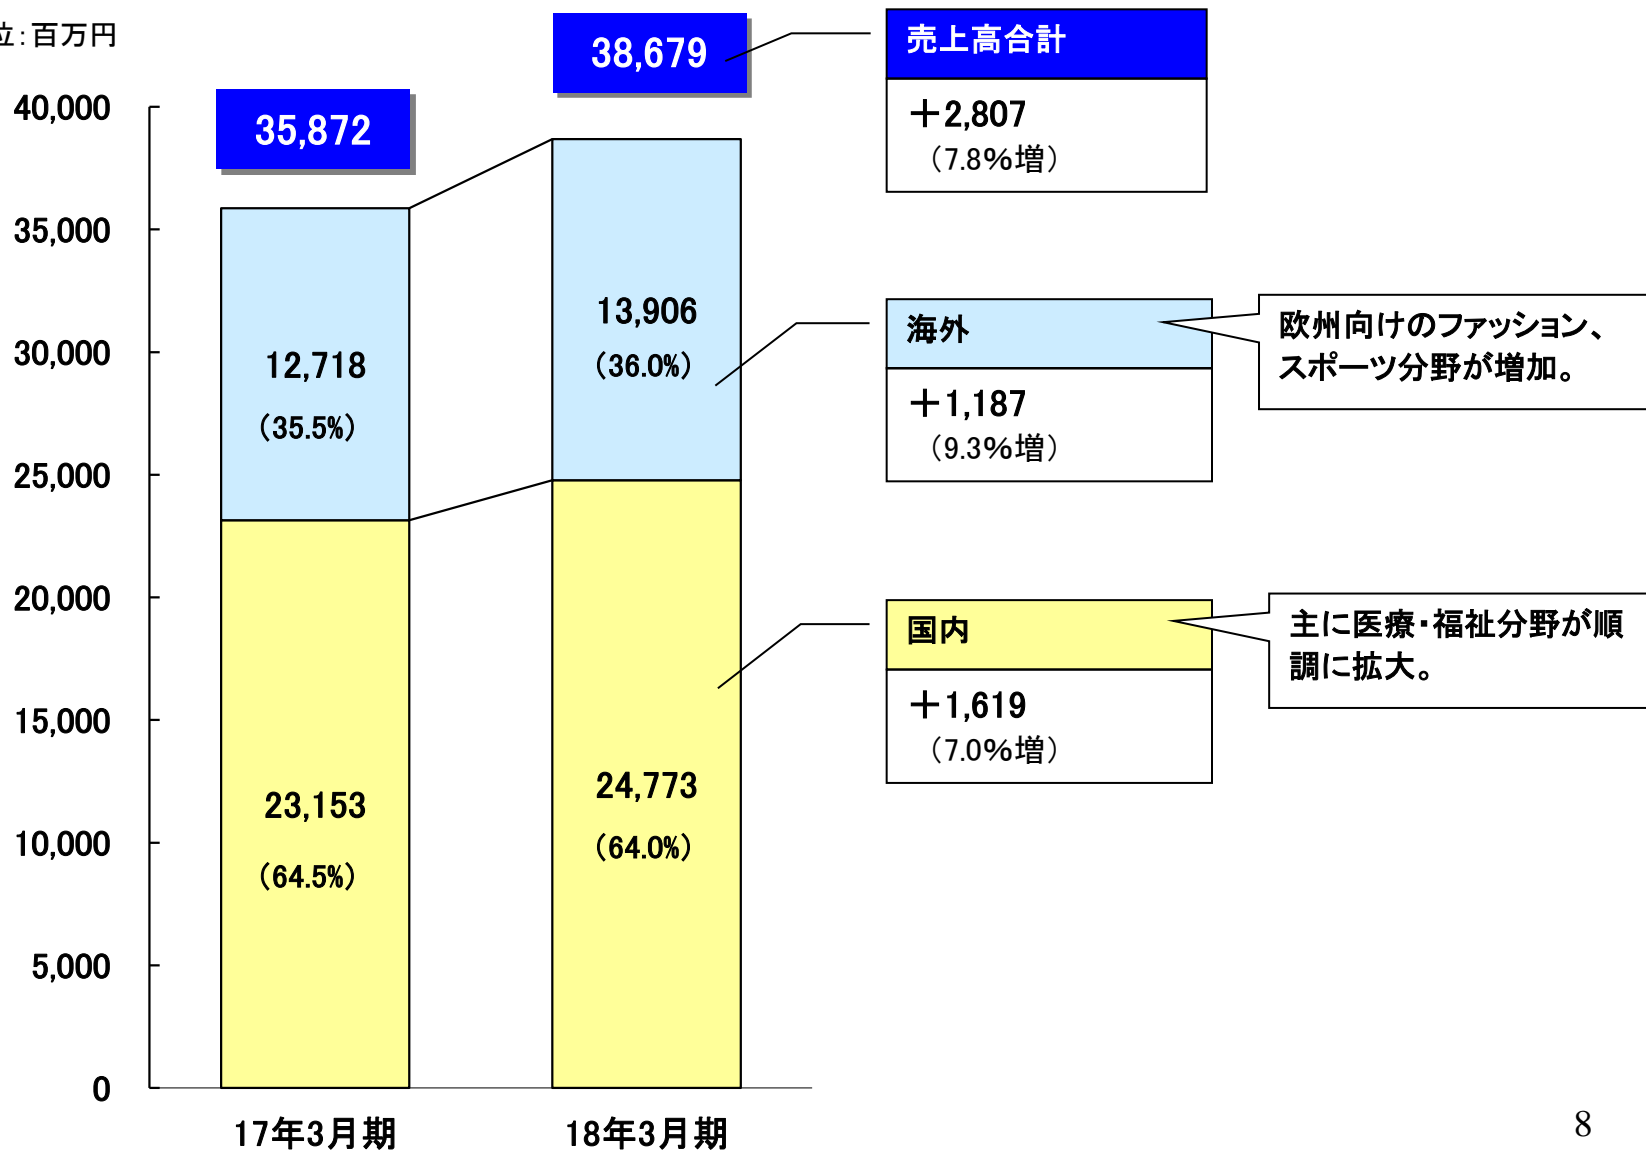 位：百万円
38,679
35,872
売上高合計
＋2,807
（7.8％増）
40,000
35,000
30,000
25,000
20,000
15,000
10,000
5,000
0
12,718
（35.5%）
13,906
（36.0%）
海外
＋1,187
（9.3％増）
欧州向けのファッション、
スポーツ分野が増加。
23,153
（64.5%）
24,773
（64.0%）
国内
＋1,619
（7.0％増）
主に医療・福祉分野が順
調に拡大。
17年3月期
18年3月期
8